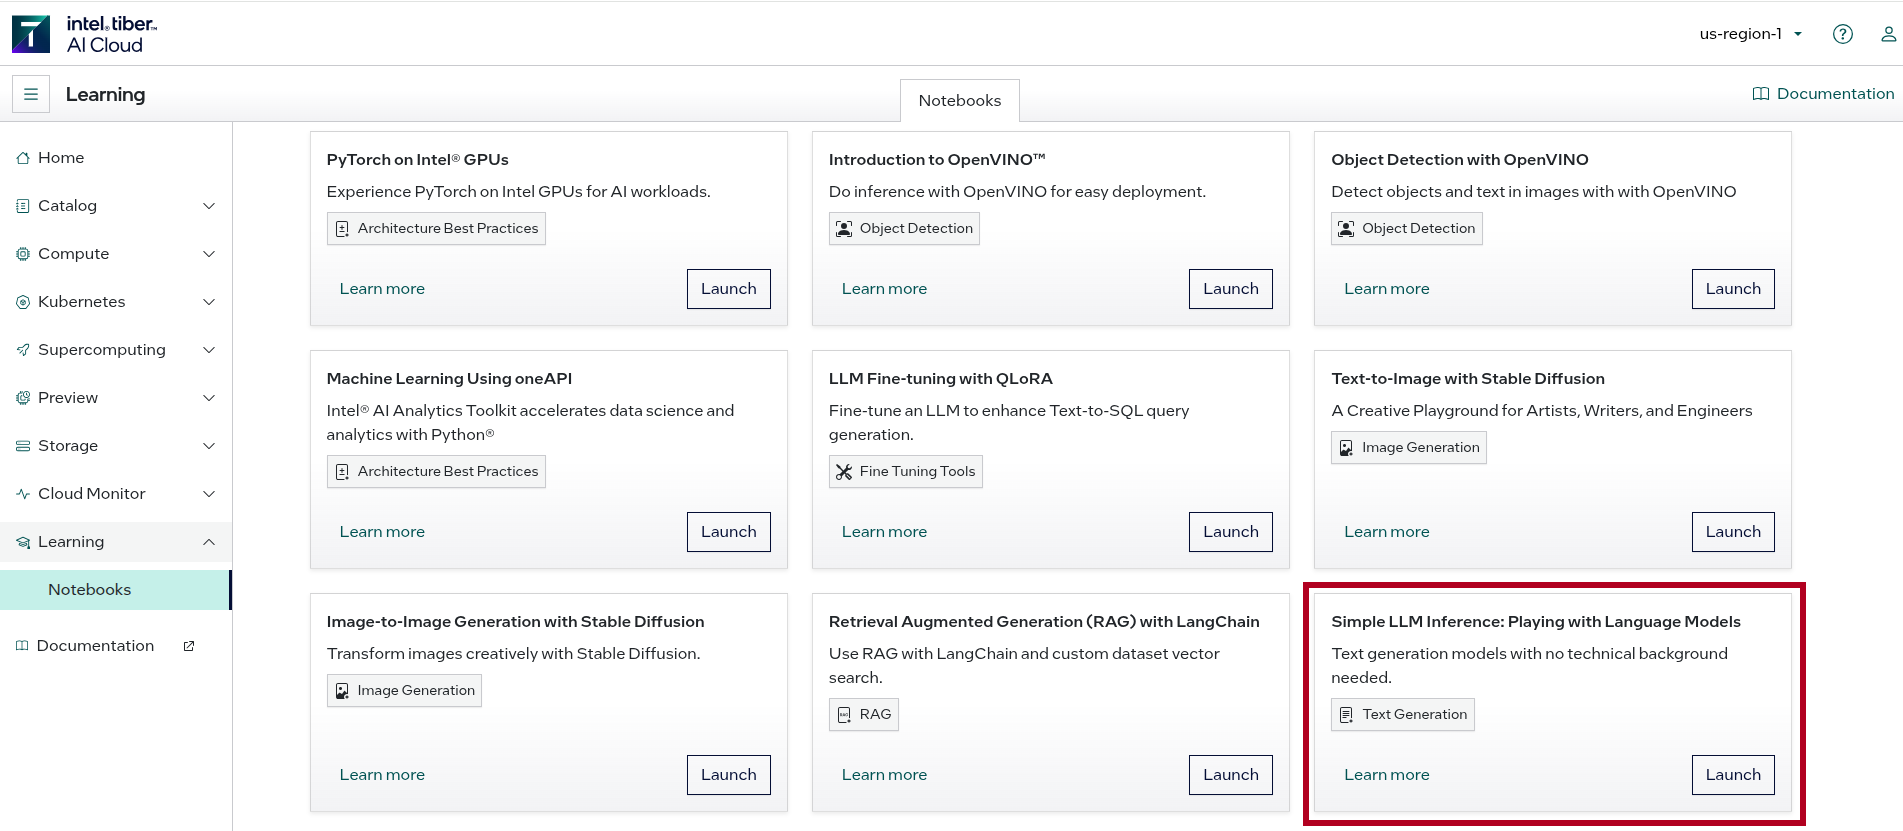 intel. tiber™
AI Cloud
us-region-1
Learning
Notebooks
Documentation
Home
Catalog
Compute
Kubernetes
Supercomputing
Preview
Storage
Cloud Monitor
Learning
Notebooks
Documentation
PyTorch on Intel® GPUs
Experience PyTorch on Intel GPUs for AI workloads.
Architecture Best Practices
Learn more
Launch
Introduction to OpenVINO™
Do inference with OpenVINO for easy deployment.
Object Detection
Learn more
Launch
Object Detection with OpenVINO
Detect objects and text in images with with OpenVINO
Object Detection
Learn more
Launch
Machine Learning Using oneAPI
Intel® AI Analytics Toolkit accelerates data science and
analytics with Python®
Architecture Best Practices
Learn more
Launch
LLM Fine-tuning with QLoRA
Fine-tune an LLM to enhance Text-to-SQL query
generation.
Fine Tuning Tools
Learn more
Launch
Text-to-Image with Stable Diffusion
A Creative Playground for Artists, Writers, and Engineers
Image Generation
Learn more
Launch
Image-to-Image Generation with Stable Diffusion
Transform images creatively with Stable Diffusion.
Image Generation
Learn more
Launch
Retrieval Augmented Generation (RAG) with LangChain
Use RAG with LangChain and custom dataset vector
search.
RAG
Learn more
Launch
Simple LLM Inference: Playing with Language Models
Text generation models with no technical background
needed.
Text Generation
Learn more
Launch